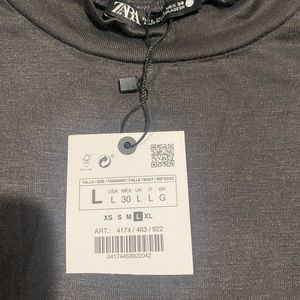 ZARA
TALLA / SIZE / TAMANHO / TAILLE / MAAT / MĒRĒTS
L
USA MEX UK IT BR
L 30 L L G
XS S M L XL
ART.: 4174 / 463 / 922
04174463922042